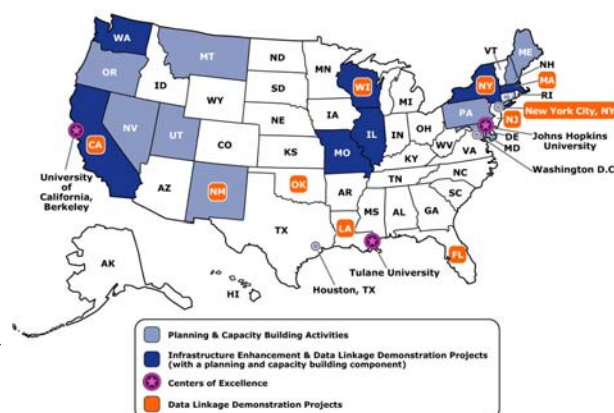 WA
MT
ND
MN
VT
ME
NH
OR
ID
SD
WI
NY
MA
WY
MI
RI
IA
PA
New York City, NY
NV
NE
NJ
UT
IL
IN
OH
DE
Johns Hopkins
University
CA
CO
KS
MO
WV
VA
MD
KY
Washington D.C
University
of
California,
Berkeley
AZ
NM
OK
AR
TN
NC
SC
MS
AL
GA
TX
LA
FL
AK
HI
Tulane University
Houston, TX
Planning & Capacity Building Activities
Infrastructure Enhancement & Data Linkage Demonstration Projects
(with a planning and capacity building component)
Centers of Excellence
Data Linkage Demonstration Projects